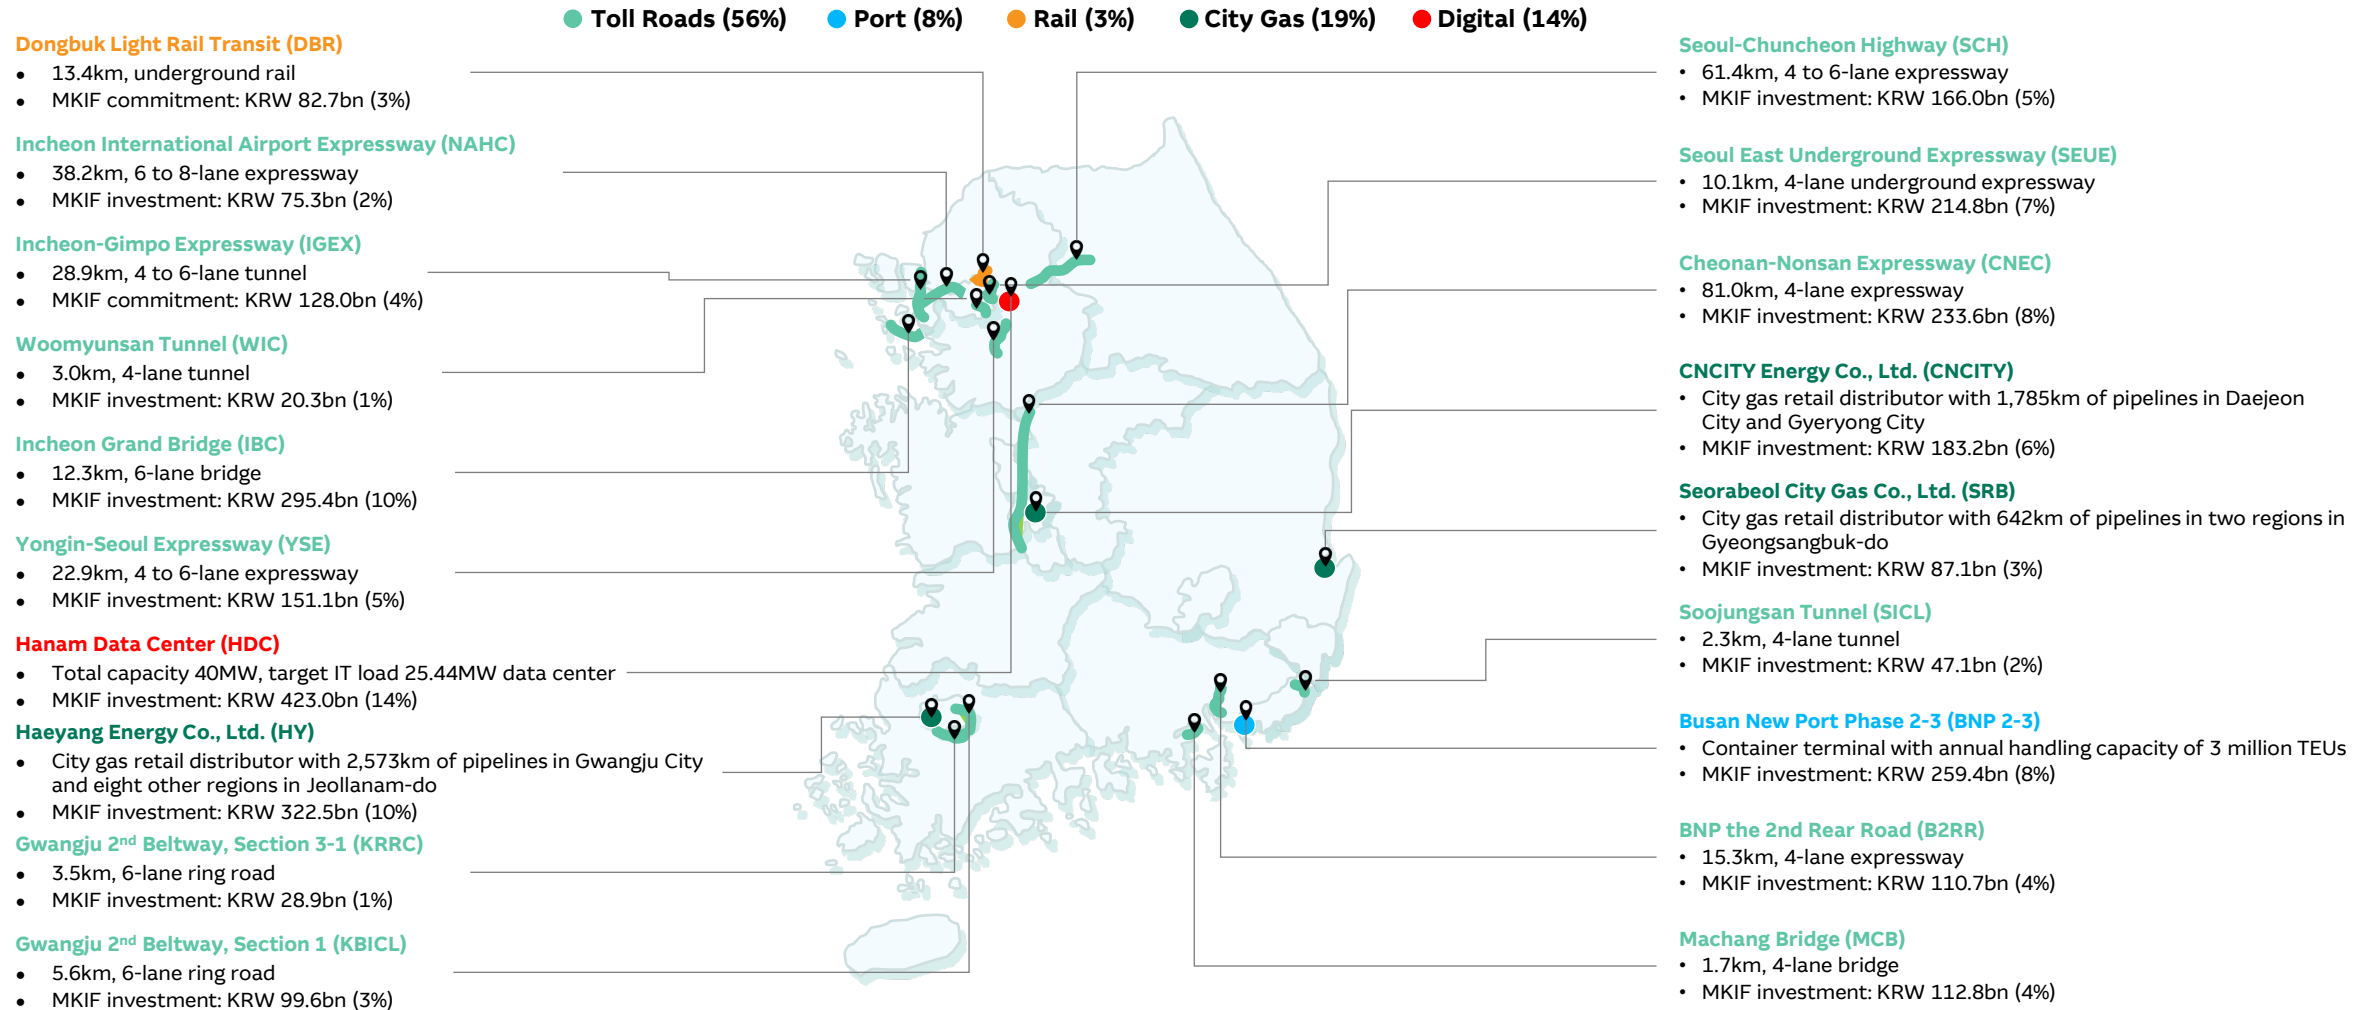 Toll Roads (56%) Port (8%) Rail (3%) City Gas (19%) Digital (14%)
Dongbuk Light Rail Transit (DBR)
• 13.4km, underground rail
• MKIF commitment: KRW 82.7bn (3%)
Incheon International Airport Expressway (NAHC)
• 38.2km, 6 to 8-lane expressway
• MKIF investment: KRW 75.3bn (2%)
Incheon-Gimpo Expressway (IGEX)
• 28.9km, 4 to 6-lane tunnel
• MKIF commitment: KRW 128.0bn (4%)
Woomyunsan Tunnel (WIC)
• 3.0km, 4-lane tunnel
• MKIF investment: KRW 20.3bn (1%)
Incheon Grand Bridge (IBC)
• 12.3km, 6-lane bridge
• MKIF investment: KRW 295.4bn (10%)
Yongin-Seoul Expressway (YSE)
• 22.9km, 4 to 6-lane expressway
• MKIF investment: KRW 151.1bn (5%)
Hanam Data Center (HDC)
• Total capacity 40MW, target IT load 25.44MW data center
• MKIF investment: KRW 423.0bn (14%)
Haeyang Energy Co., Ltd. (HY)
• City gas retail distributor with 2,573km of pipelines in Gwangju City
and eight other regions in Jeollanam-do
• MKIF investment: KRW 322.5bn (10%)
Gwangju 2nd Beltway, Section 3-1 (KRRC)
• 3.5km, 6-lane ring road
• MKIF investment: KRW 28.9bn (1%)
Gwangju 2nd Beltway, Section 1 (KBICL)
• 5.6km, 6-lane ring road
• MKIF investment: KRW 99.6bn (3%)
Seoul-Chuncheon Highway (SCH)
• 61.4km, 4 to 6-lane expressway
• MKIF investment: KRW 166.0bn (5%)
Seoul East Underground Expressway (SEUE)
• 10.1km, 4-lane underground expressway
• MKIF investment: KRW 214.8bn (7%)
Cheonan-Nonsan Expressway (CNEC)
• 81.0km, 4-lane expressway
• MKIF investment: KRW 233.6bn (8%)
CNCITY Energy Co., Ltd. (CNCITY)
• City gas retail distributor with 1,785km of pipelines in Daejeon
City and Gyeryong City
• MKIF investment: KRW 183.2bn (6%)
Seorabeol City Gas Co., Ltd. (SRB)
• City gas retail distributor with 642km of pipelines in two regions in
Gyeongsangbuk-do
• MKIF investment: KRW 87.1bn (3%)
Soojungsan Tunnel (SICL)
• 2.3km, 4-lane tunnel
• MKIF investment: KRW 47.1bn (2%)
Busan New Port Phase 2-3 (BNP 2-3)
• Container terminal with annual handling capacity of 3 million TEUs
• MKIF investment: KRW 259.4bn (8%)
BNP the 2nd Rear Road (B2RR)
• 15.3km, 4-lane expressway
• MKIF investment: KRW 110.7bn (4%)
Machang Bridge (MCB)
• 1.7km, 4-lane bridge
• MKIF investment: KRW 112.8bn (4%)